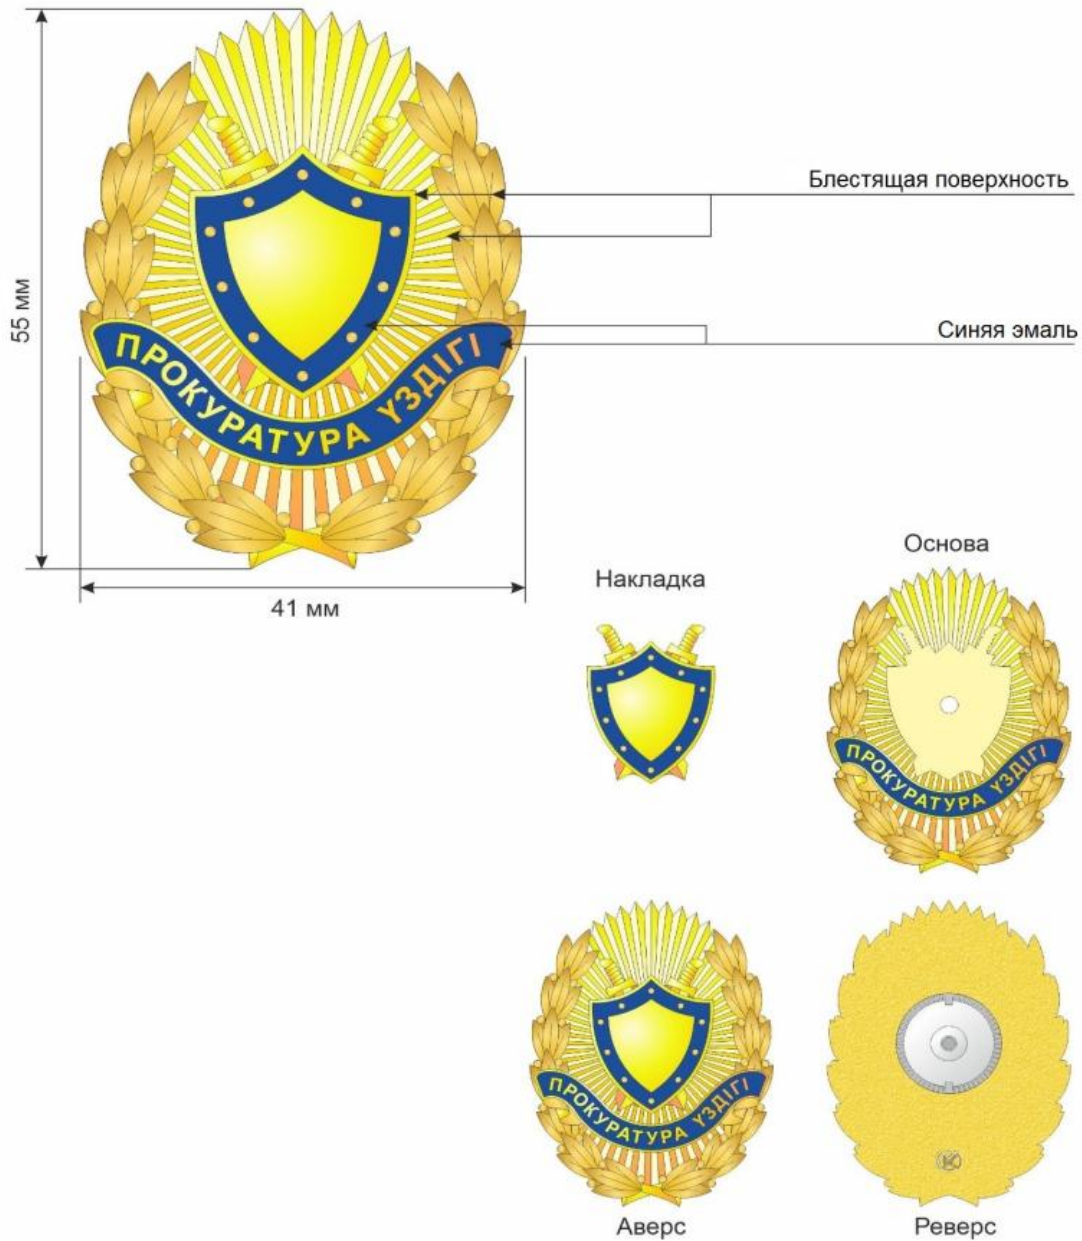 Блестящая поверхность
55 мм
Синяя эмаль
ПРОКУРАТУРА ҮЗДІГІ
41 мм
Основа
Накладка
ПРОКУРАТУРА ҮЗДІГІ
ПРОКУРАТУРА ҮЗДІГІ
Аверс
Реверс